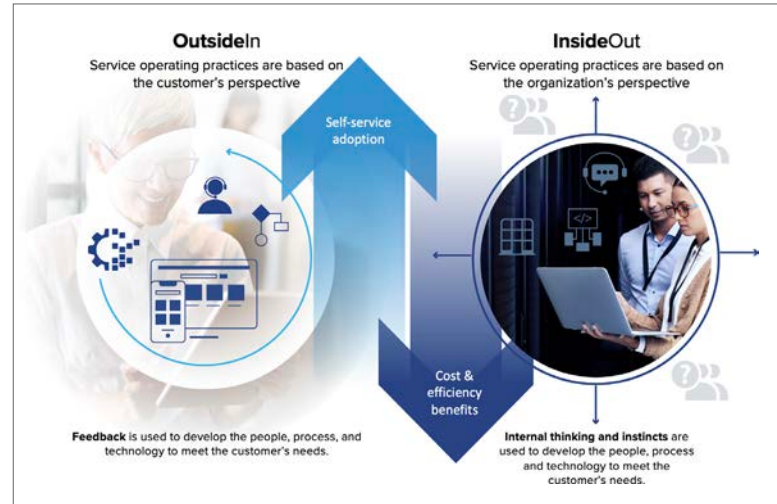 OutsideIn
Service operating practices are based on
the customer's perspective
InsideOut
Service operating practices are based on
the organization's perspective
Self-service
adoption
?
?
</>
Cost &
efficiency
benefits
?
Feedback is used to develop the people, process, and
technology to meet the customer's needs.
Internal thinking and instincts are
used to develop the people, process
and technology to meet the
customer's needs.